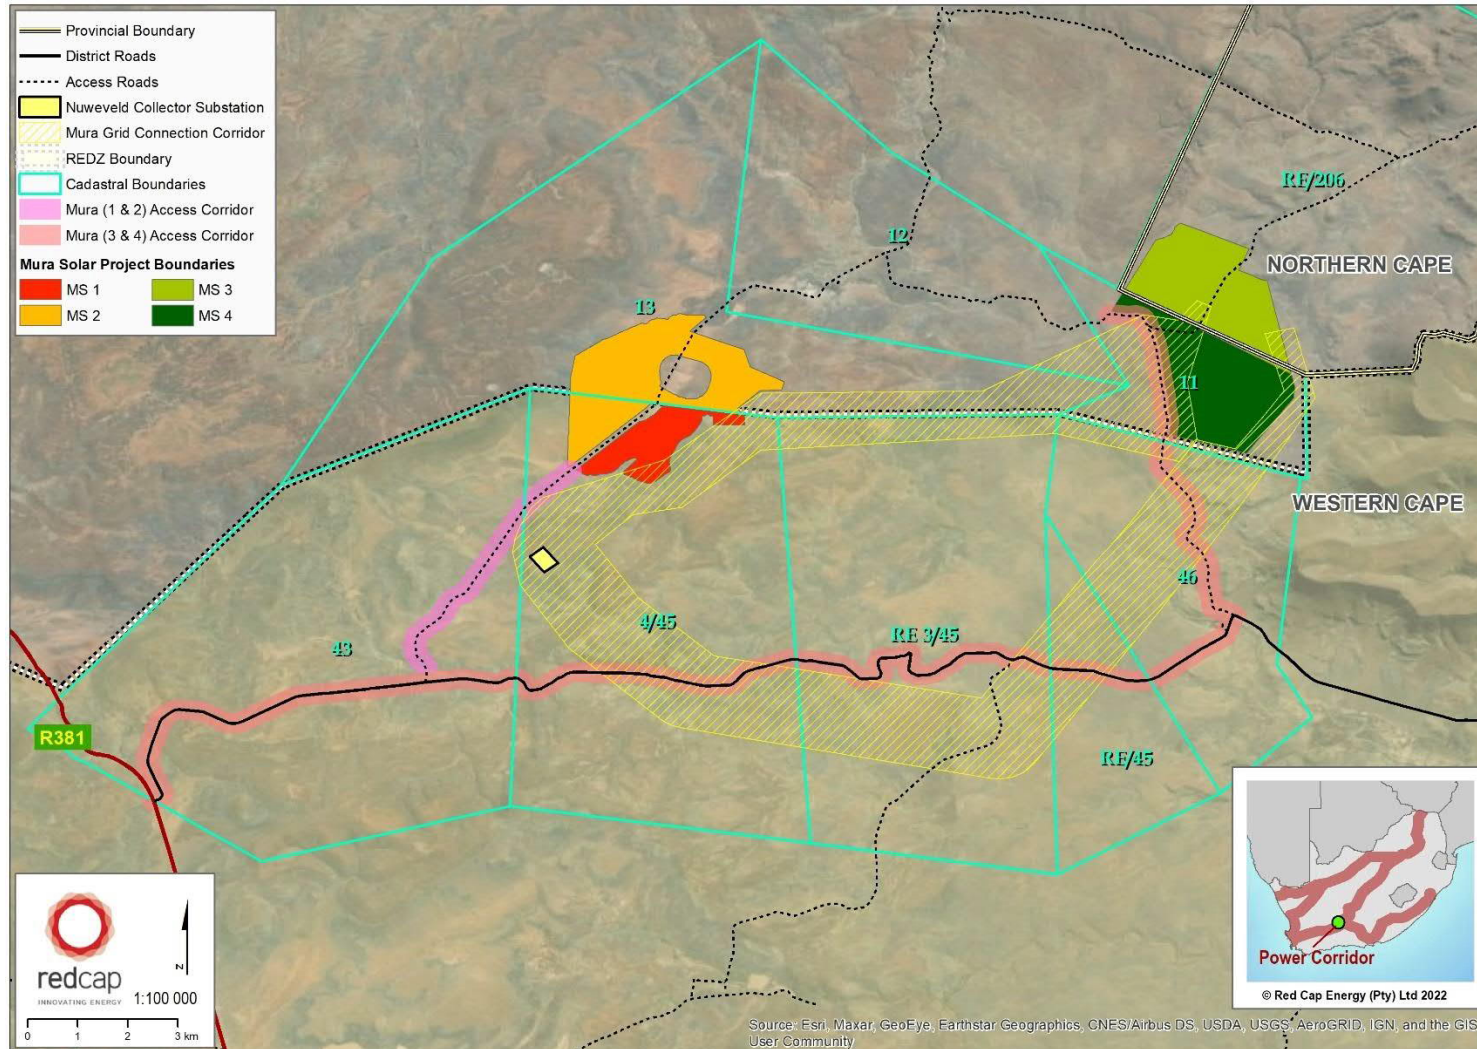 Provincial Boundary
District Roads
Access Roads
Nuweveld Collector Substation
Mura Grid Connection Corridor
REDZ Boundary
Cadastral Boundaries
Mura (1 & 2) Access Corridor
Mura (3 & 4) Access Corridor
Mura Solar Project Boundaries
MS 1
MS 3
MS 2
MS 4
RE/206
12
NORTHERN CAPE
13
11
WESTERN CAPE
46
4/45
RE 3/45
43
R381
RE/45
redcap
INNOVATING ENERGY
N
1:100 000
0 1 2 3 km
Power Corridor
© Red Cap Energy (Pty) Ltd 2022
Source: Esri, Maxar, GeoEye, Earthstar Geographics, CNES/Airbus DS, USDA, USGS, AeroGRID, IGN, and the GIS
User Community